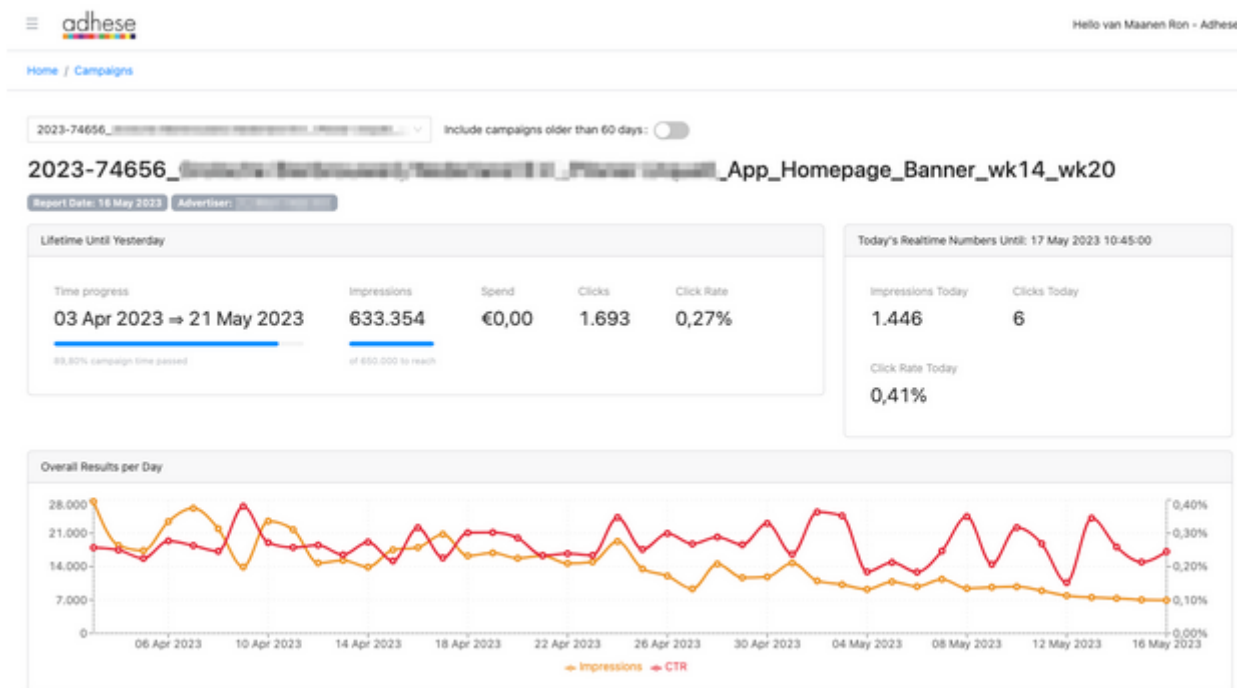 adhese
Hello van Maanen Ron - Adhese
Home / Campaigns
2023-74656_
Include campaigns older than 60 days:
2023-74656_ _App_Homepage_Banner_wk14_wk20
Report Date: 16 May 2023 Advertiser:
Lifetime Until Yesterday
Time progress Impressions Spend Clicks Click Rate
03 Apr 2023 ⇒ 21 May 2023 633.354 €0,00 1.693 0,27%
89,80% campaign time passed of 650.000 to reach
Today's Realtime Numbers Until: 17 May 2023 10:45:00
Impressions Today Clicks Today
1.446 6
Click Rate Today
0,41%
Overall Results per Day
28.000 0,40%
21.000 0,30%
14.000 0,20%
7.000 0,10%
0 0,00%
06 Apr 2023 10 Apr 2023 14 Apr 2023 18 Apr 2023 22 Apr 2023 26 Apr 2023 30 Apr 2023 04 May 2023 08 May 2023 12 May 2023 16 May 2023
Impressions CTR